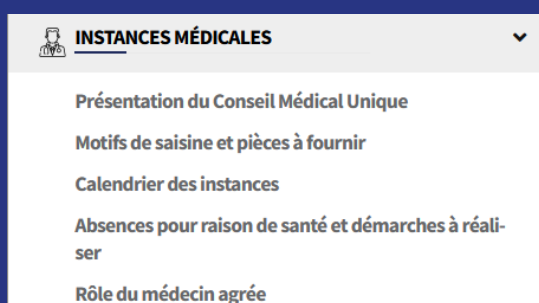 INSTANCES MÉDICALES
Présentation du Conseil Médical Unique
Motifs de saisine et pièces à fournir
Calendrier des instances
Absences pour raison de santé et démarches à réali-
ser
Rôle du médecin agrée